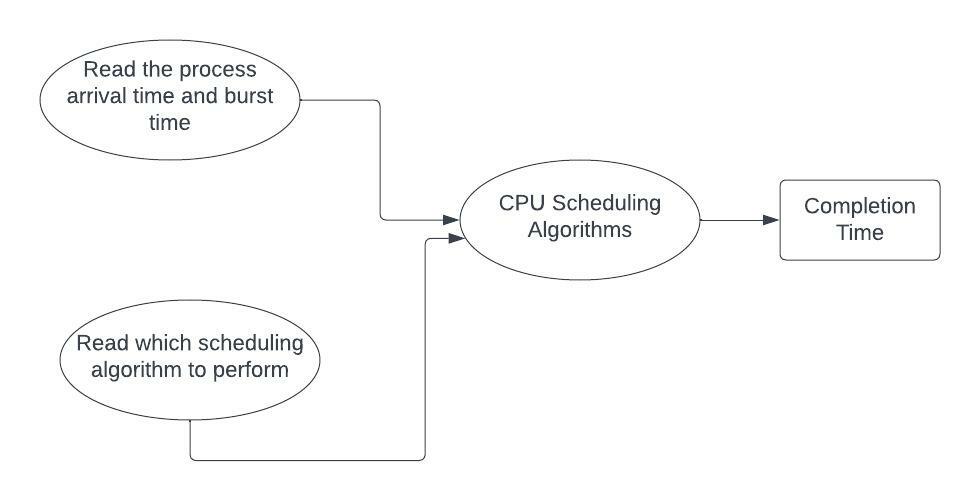 Read the process
arrival time and burst
time
CPU Scheduling
Algorithms
Completion
Time
Read which scheduling
algorithm to perform